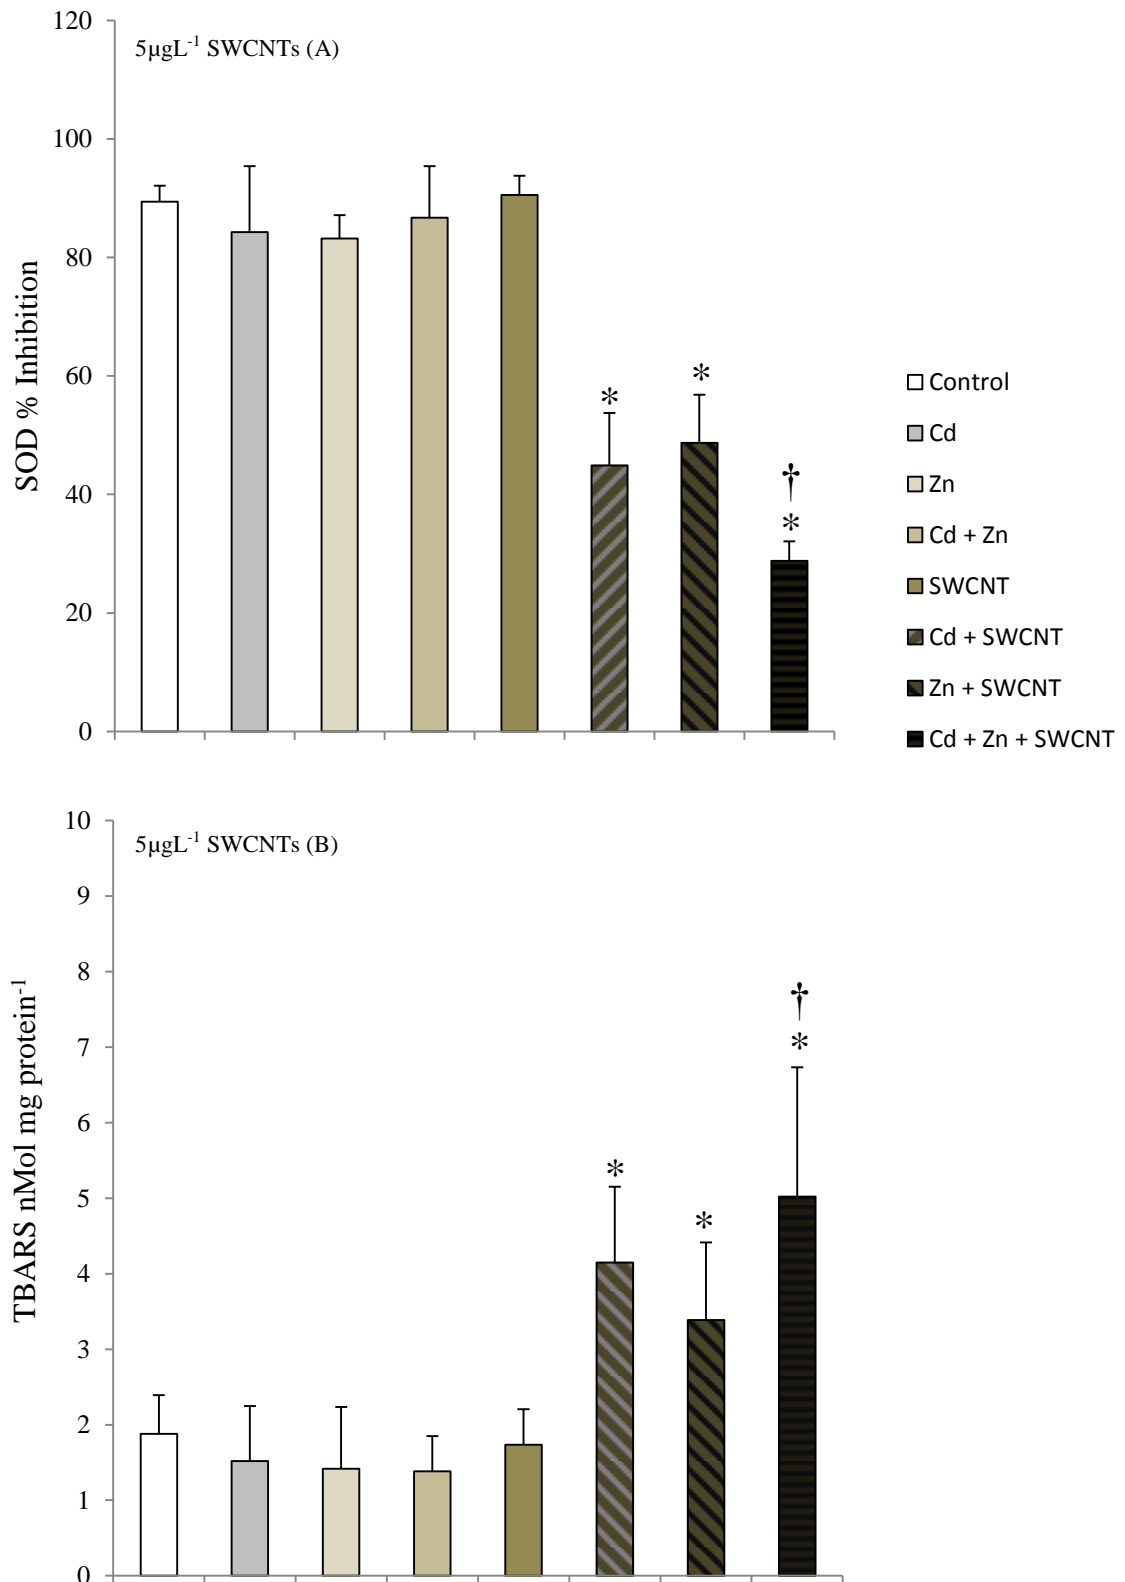 120
5µgL⁻¹ SWCNTs (A)
100
80
60
40
20
0
SOD % Inhibition
*
*
†
*
Control
Cd
Zn
Cd + Zn
SWCNT
Cd + SWCNT
Zn + SWCNT
Cd + Zn + SWCNT
10
5µgL⁻¹ SWCNTs (B)
9
8
7
6
5
4
3
2
1
0
TBARS nMol mg protein⁻¹
*
*
†
*